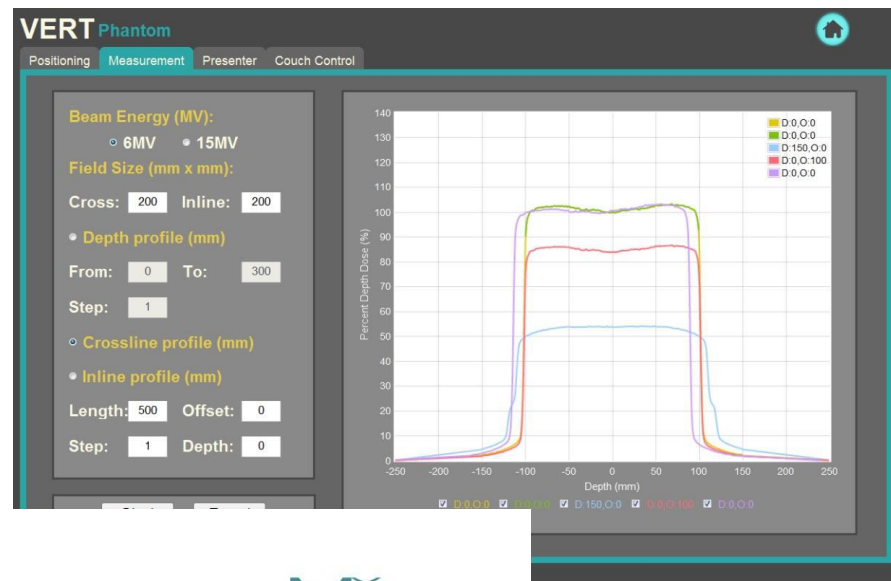 VERT Phantom
Positioning Measurement Presenter Couch Control
Beam Energy (MV):
6MV 15MV
Field Size (mm x mm):
Cross: 200 Inline: 200
Depth profile (mm)
From: 0 To: 300
Step: 1
Crossline profile (mm)
Inline profile (mm)
Length: 500 Offset: 0
Step: 1 Depth: 0
140
130
120
110
100
90
80
70
60
50
40
30
20
10
0
Percent Depth Dose (%)
-250 -200 -150 -100 -50 0 50 100 150 200 250
Depth (mm)
D:0,O:0
D:0,O:0
D:150,O:0
D:0,O:100
D:0,O:0
D:0,O:0 D:0,O:0 D:150,O:0 D:0,O:100 D:0,O:0